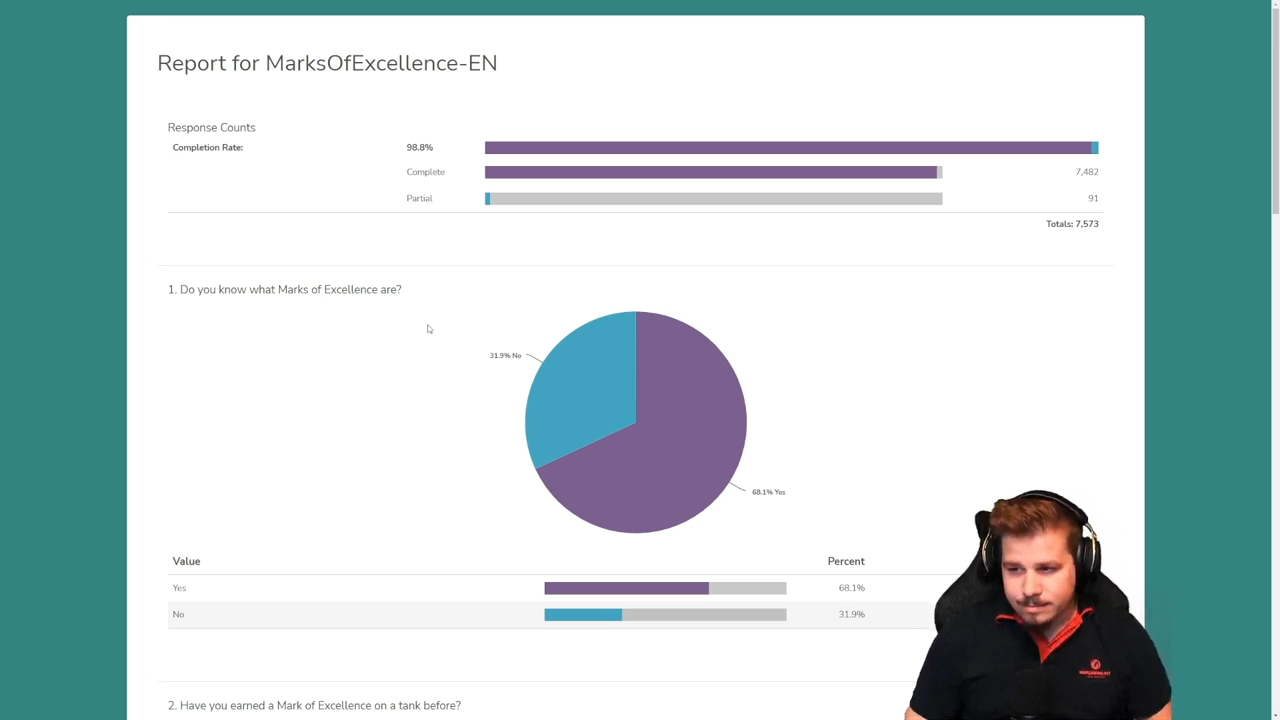 Report for MarksOfExcellence-EN
Response Counts
Completion Rate: 98.8%
Complete 7,482
Partial 91
Totals: 7,573
1. Do you know what Marks of Excellence are?
31.9% No
68.1% Yes
Value Percent
Yes 68.1%
No 31.9%
2. Have you earned a Mark of Excellence on a tank before?